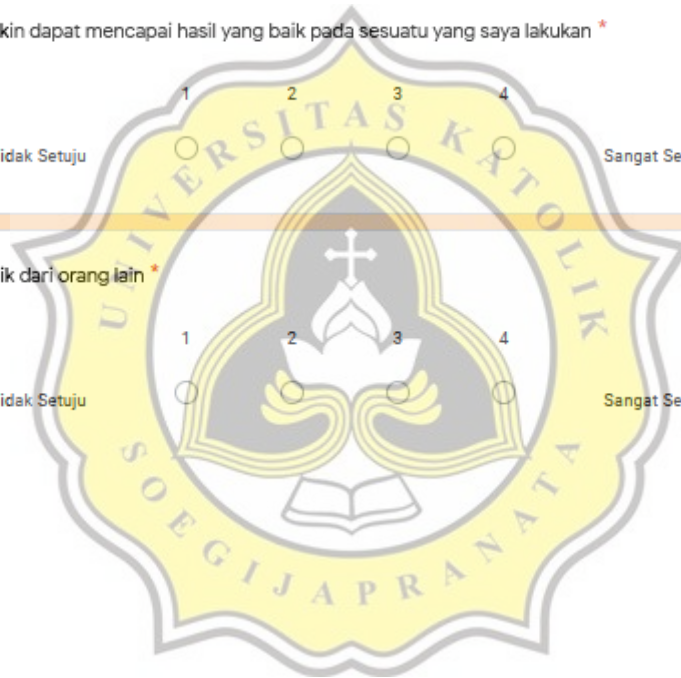 kin dapat mencapai hasil yang baik pada sesuatu yang saya lakukan *
1 2 3 4
idak Setuju Sangat Se
ik dari orang lain *
1 2 3 4
idak Setuju Sangat Se
UNIVERSITAS KATOLIK
SOEGIJAPRANATA